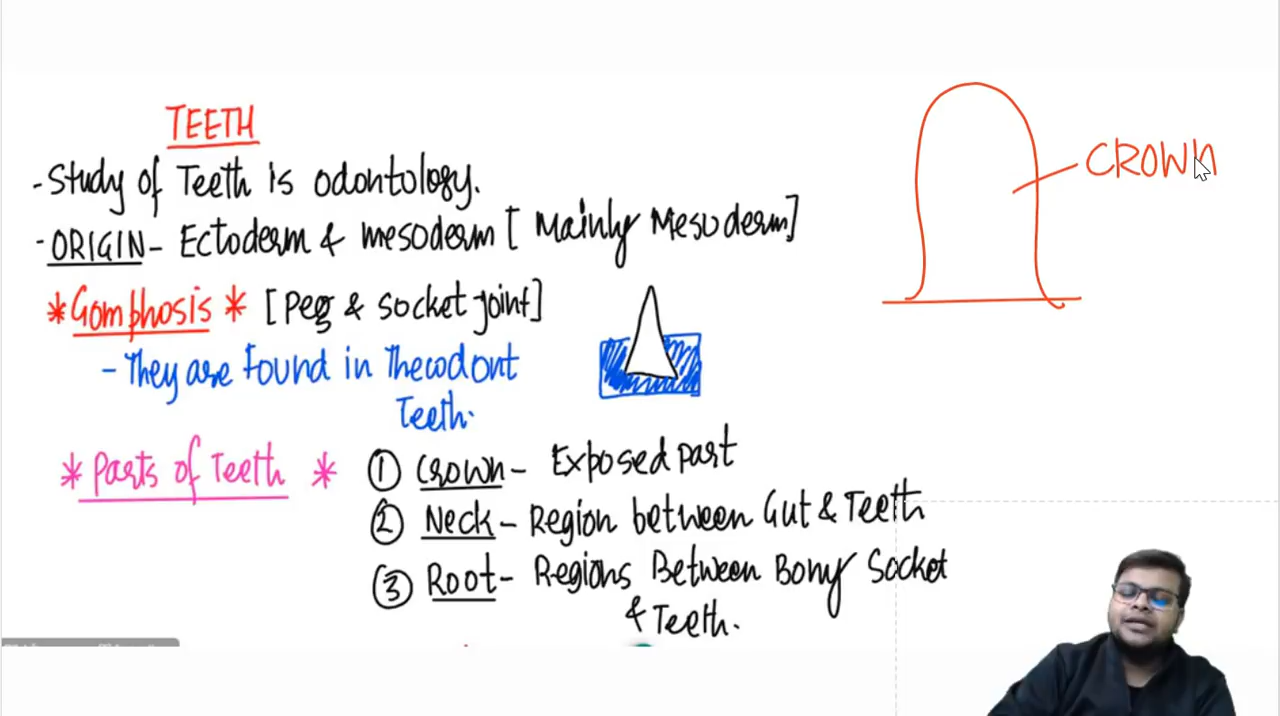 TEETH
- Study of Teeth is odontology.
- ORIGIN - Ectoderm & mesoderm [ Mainly Mesoderm]
* Gomphosis * [Peg & socket joint]
- They are Found in Thecodont
Teeth.
* Parts of Teeth *
① Crown - Exposed part
② Neck - Region between Gut & Teeth
③ Root - Regions Between Bony Socket
& Teeth.
CROWN